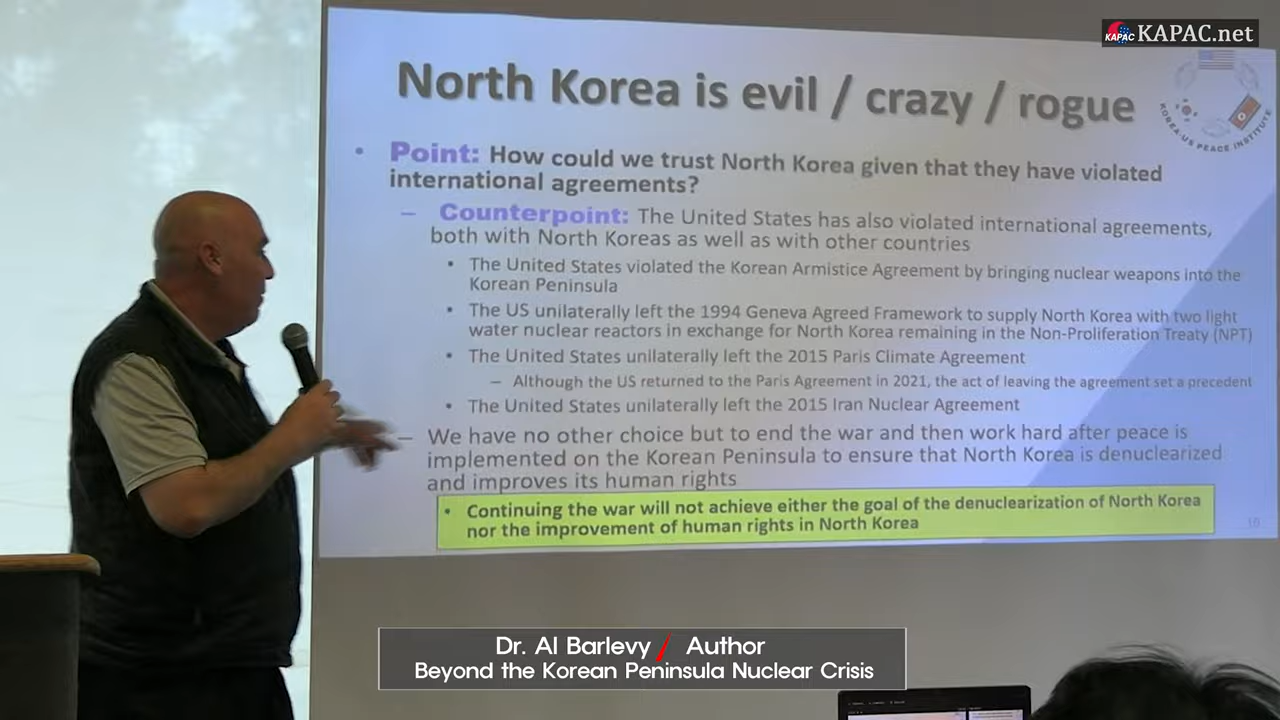 KAPAC KAPAC.net
North Korea is evil / crazy / rogue
KOREA-US PEACE INSTITUTE
• Point: How could we trust North Korea given that they have violated
international agreements?
– Counterpoint: The United States has also violated international agreements,
both with North Koreas as well as with other countries
• The United States violated the Korean Armistice Agreement by bringing nuclear weapons into the
Korean Peninsula
• The US unilaterally left the 1994 Geneva Agreed Framework to supply North Korea with two light
water nuclear reactors in exchange for North Korea remaining in the Non-Proliferation Treaty (NPT)
• The United States unilaterally left the 2015 Paris Climate Agreement
– Although the US returned to the Paris Agreement in 2021, the act of leaving the agreement set a precedent
• The United States unilaterally left the 2015 Iran Nuclear Agreement
– We have no other choice but to end the war and then work hard after peace is
implemented on the Korean Peninsula to ensure that North Korea is denuclearized
and improves its human rights
• Continuing the war will not achieve either the goal of the denuclearization of North Korea
nor the improvement of human rights in North Korea
Dr. Al Barlevy / Author
Beyond the Korean Peninsula Nuclear Crisis